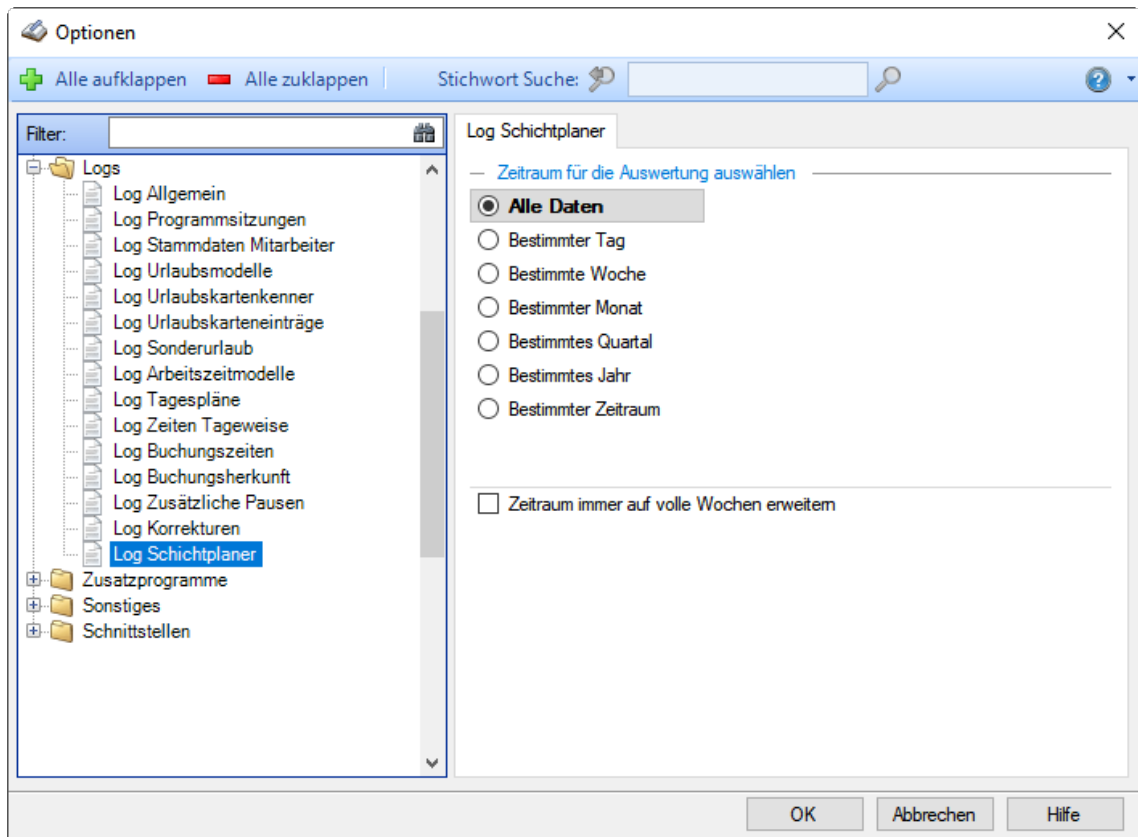 Optionen
Alle aufklappen Alle zuklappen Stichwort Suche:
Filter:
Logs
Log Allgemein
Log Programmsitzungen
Log Stammdaten Mitarbeiter
Log Urlaubsmodelle
Log Urlaubskartenkenner
Log Urlaubskarteneinträge
Log Sonderurlaub
Log Arbeitszeitmodelle
Log Tagespläne
Log Zeiten Tageweise
Log Buchungszeiten
Log Buchungsherkunft
Log Zusätzliche Pausen
Log Korrekturen
Log Schichtplaner
Zusatzprogramme
Sonstiges
Schnittstellen
Log Schichtplaner
Zeitraum für die Auswertung auswählen
Alle Daten
Bestimmter Tag
Bestimmte Woche
Bestimmter Monat
Bestimmtes Quartal
Bestimmtes Jahr
Bestimmter Zeitraum
Zeitraum immer auf volle Wochen erweitern
OK Abbrechen Hilfe